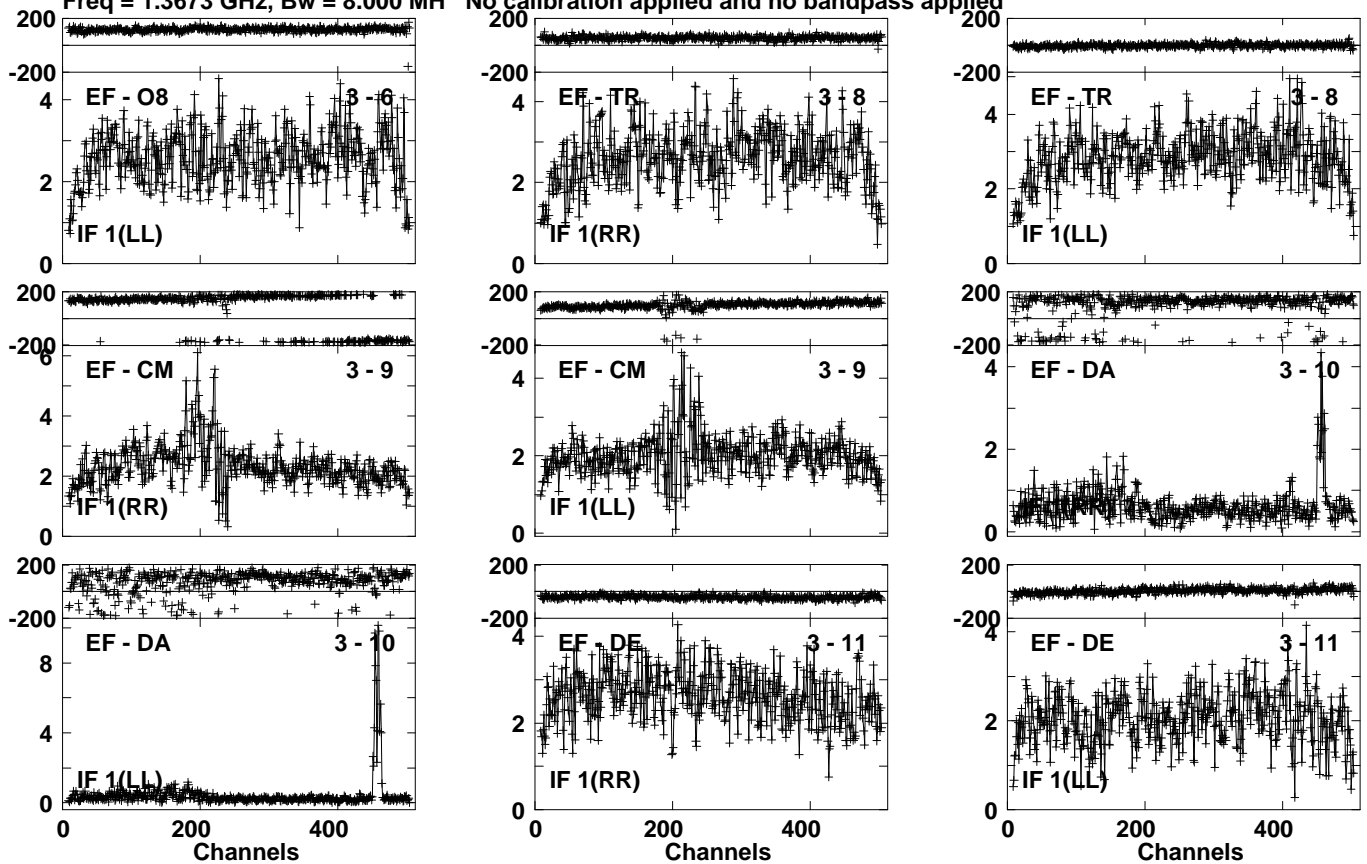 Freq = 1.3673 GHz, Bw = 8.000 MH No calibration applied and no bandpass applied
200
-200
EF - O8 3 - 6
4
2
IF 1(LL)
0
200
-200
EF - TR 3 - 8
4
2
IF 1(RR)
0
200
-200
EF - TR 3 - 8
4
2
IF 1(LL)
0
200
-200
6
EF - CM 3 - 9
4
2
IF 1(RR)
0
200
-200
EF - CM 3 - 9
4
2
IF 1(LL)
0
200
-200
EF - DA 3 - 10
4
2
0
200
-200
EF - DA 3 - 10
8
4
IF 1(LL)
0
0 200 400
Channels
200
-200
EF - DE 3 - 11
4
2
IF 1(RR)
0
0 200 400
Channels
200
-200
EF - DE 3 - 11
4
2
IF 1(LL)
0
0 200 400
Channels